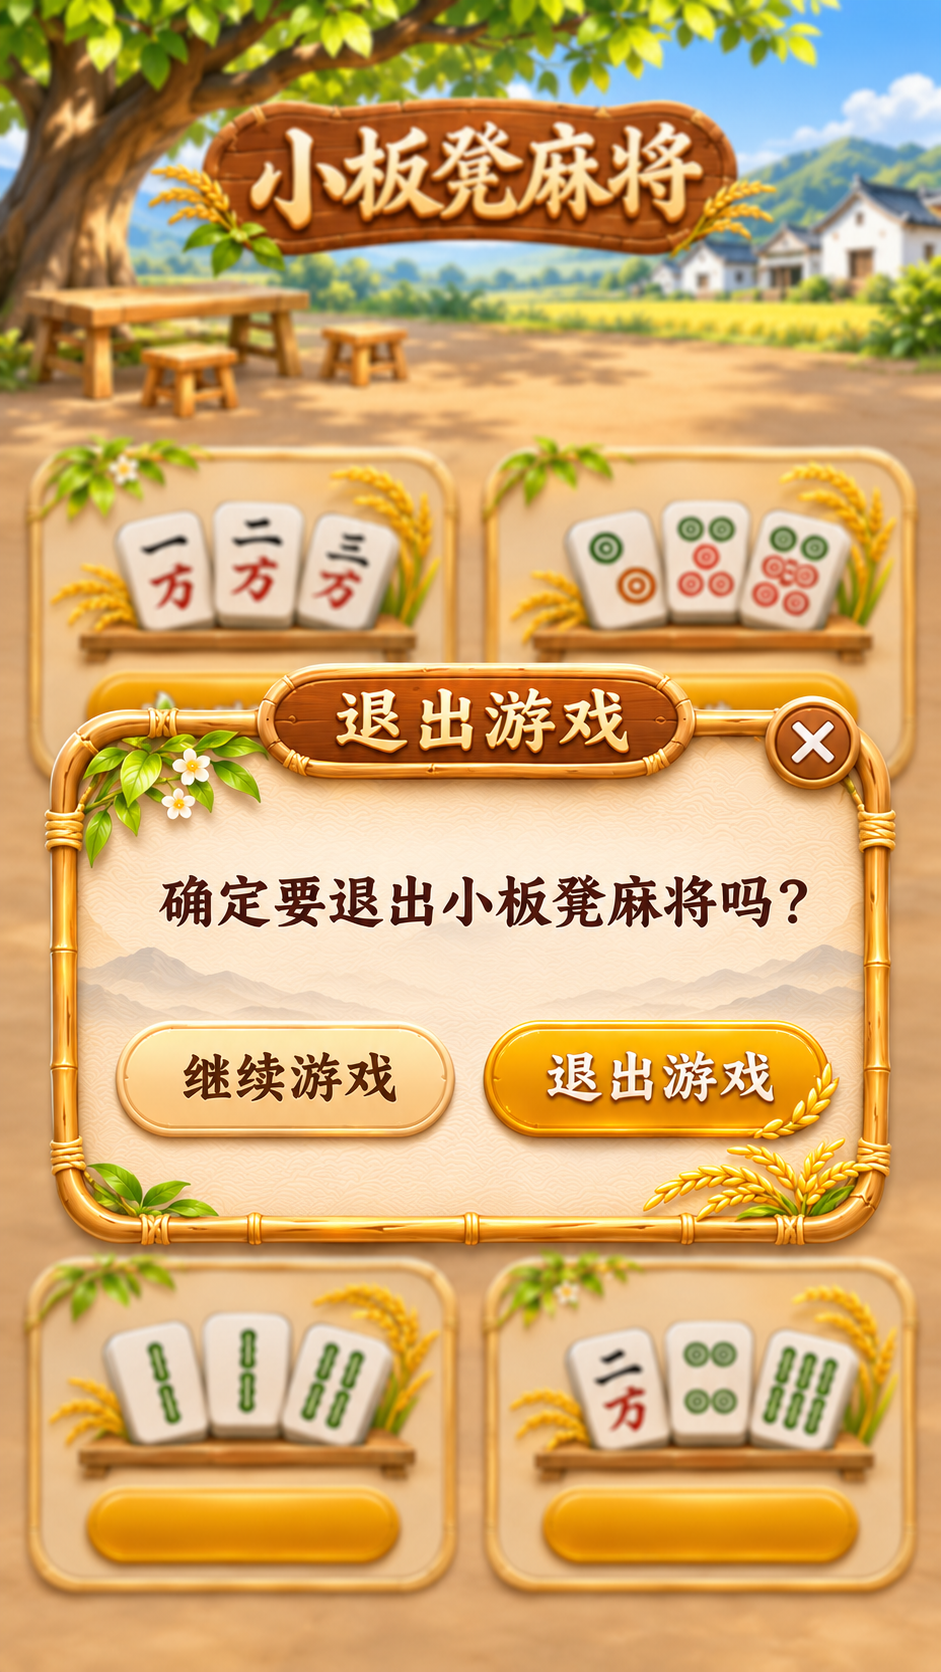 小板凳麻将
一万 二万 三万
退出游戏
确定要退出小板凳麻将吗？
继续游戏 退出游戏
二万